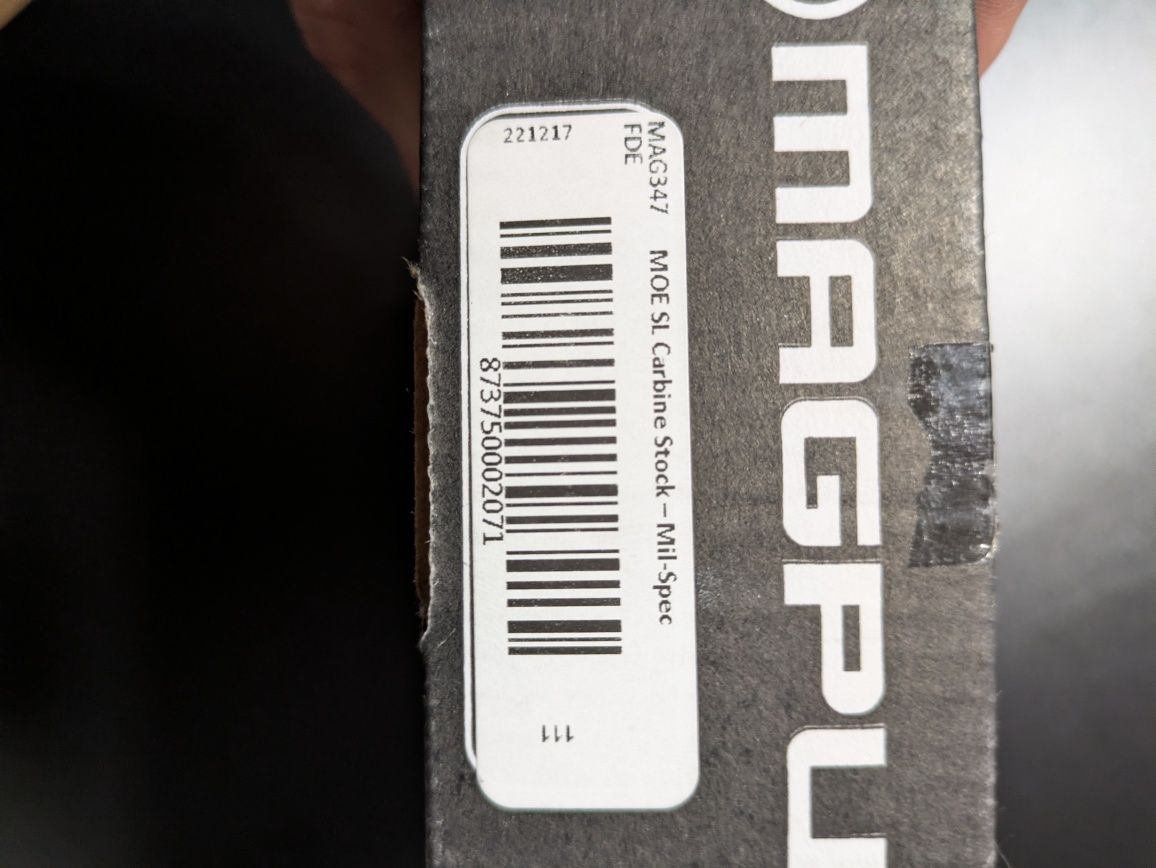 MAGPU
MAG347 MOE SL Carbine Stock – Mil-Spec
FDE
873750002071
221217
111